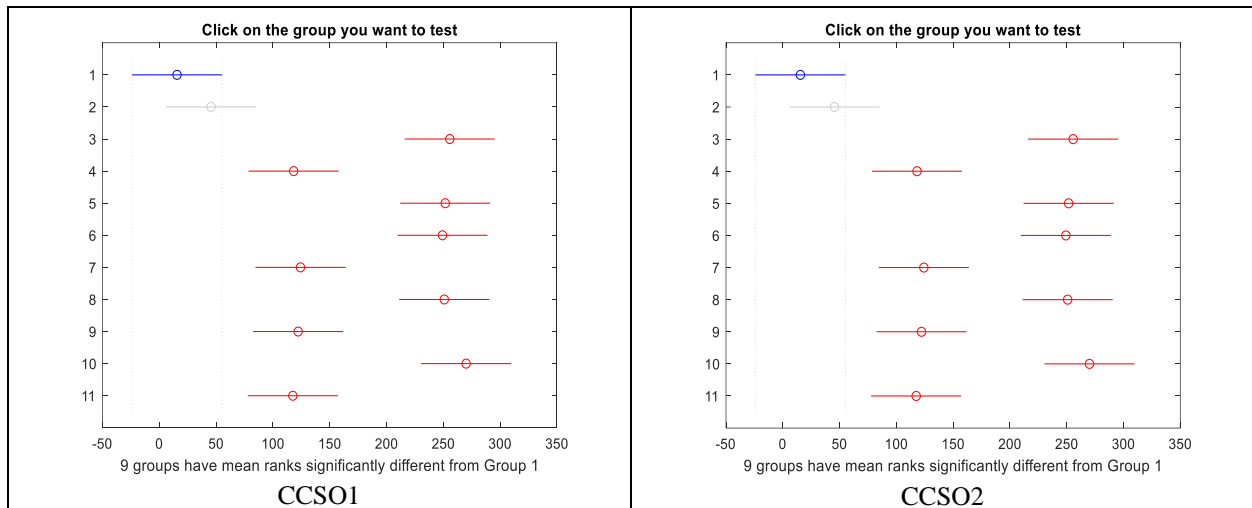 Click on the group you want to test
1
2
3
4
5
6
7
8
9
10
11
-50 0 50 100 150 200 250 300 350
9 groups have mean ranks significantly different from Group 1
CCSO1
Click on the group you want to test
1
2
3
4
5
6
7
8
9
10
11
-50 0 50 100 150 200 250 300 350
9 groups have mean ranks significantly different from Group 1
CCSO2